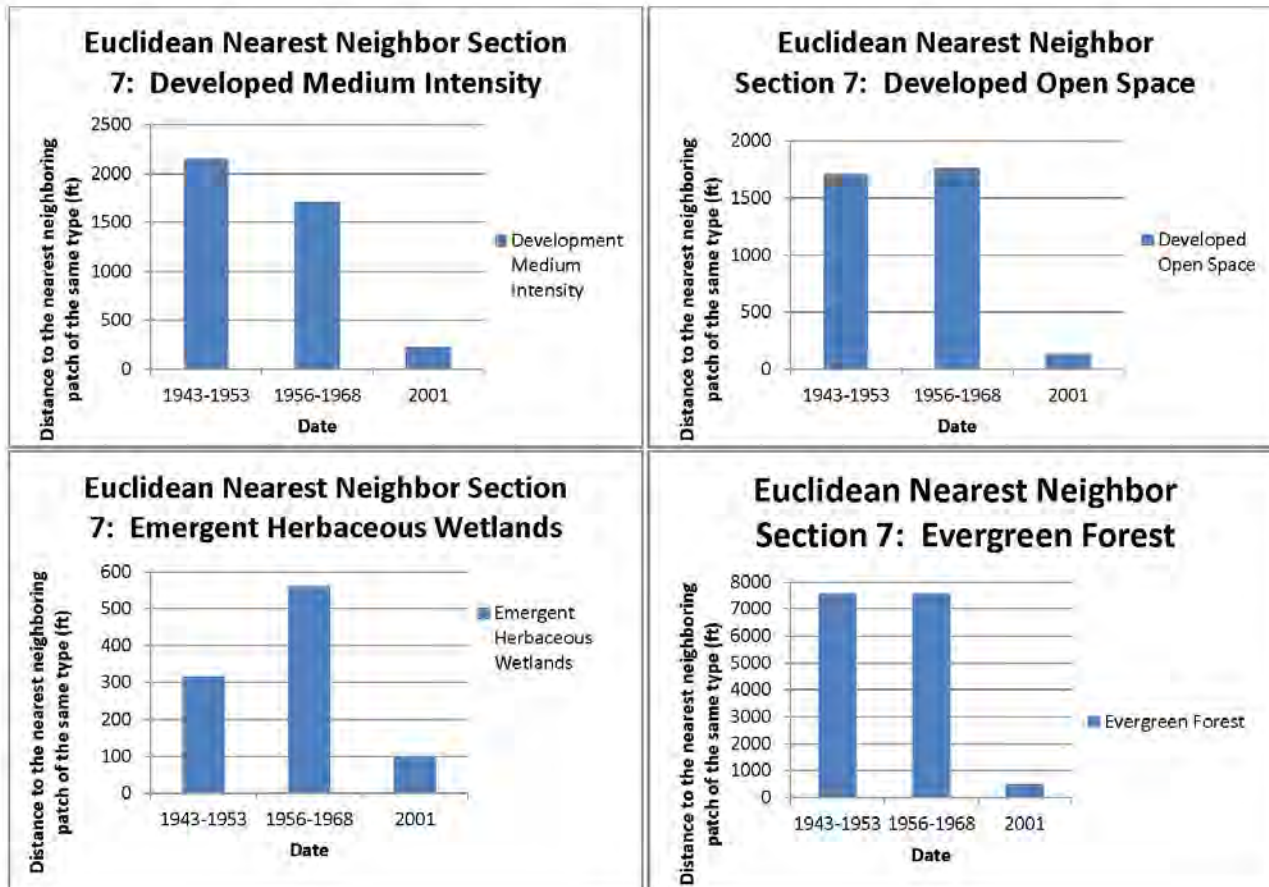 Euclidean Nearest Neighbor Section
7: Developed Medium Intensity
Distance to the nearest neighboring
patch of the same type (ft)
2500
2000
1500
1000
500
0
1943-1953
1956-1968
2001
Date
Development
Medium
Intensity
Euclidean Nearest Neighbor
Section 7: Developed Open Space
Distance to the nearest neighboring
patch of the same type (ft)
2000
1500
1000
500
0
1943-1953
1956-1968
2001
Date
Developed
Open Space
Euclidean Nearest Neighbor Section
7: Emergent Herbaceous Wetlands
Distance to the nearest neighboring
patch of the same type (ft)
600
500
400
300
200
100
0
1943-1953
1956-1968
2001
Date
Emergent
Herbaceous
Wetlands
Euclidean Nearest Neighbor
Section 7: Evergreen Forest
Distance to the nearest neighboring
patch of the same type (ft)
8000
7000
6000
5000
4000
3000
2000
1000
0
1943-1953
1956-1968
2001
Date
Evergreen Forest